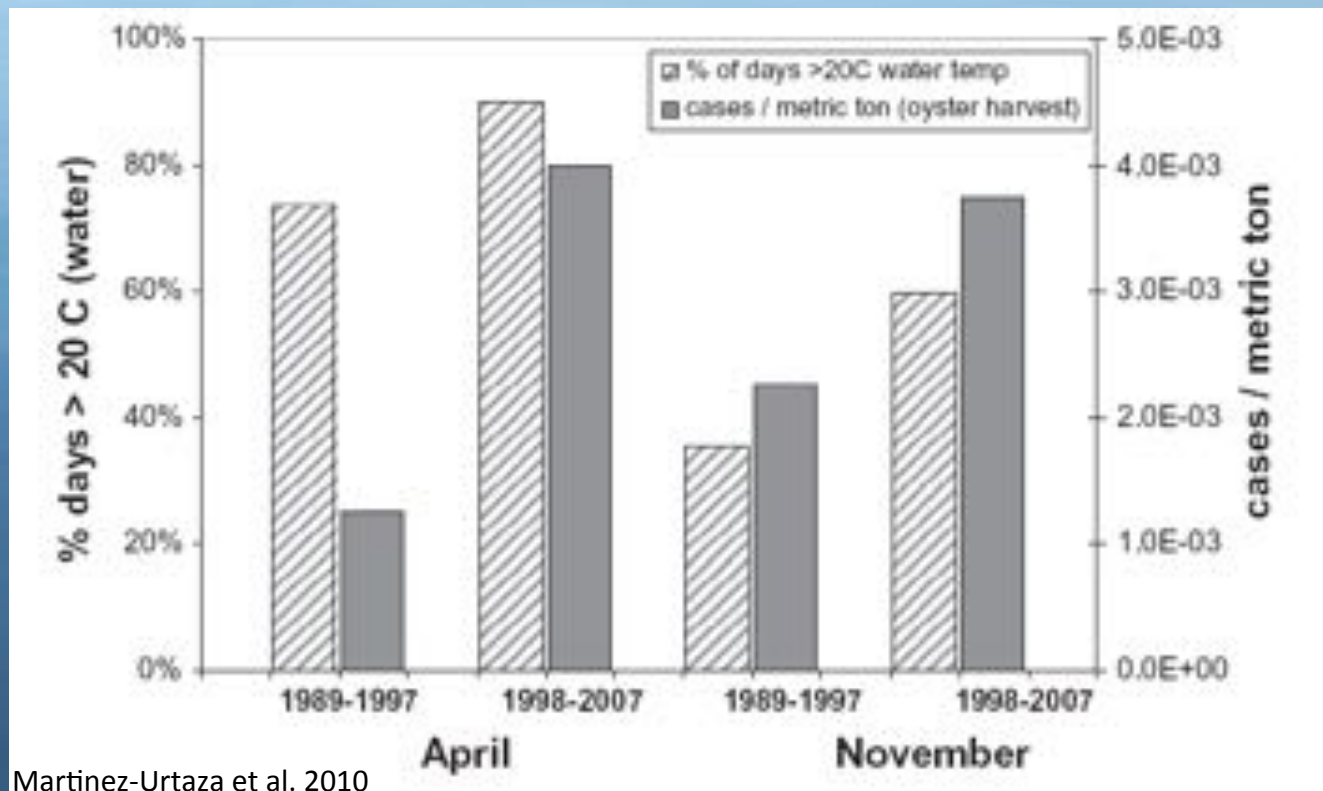 % of days >20C water temp
cases / metric ton (oyster harvest)
% days > 20 C (water)
100%
80%
60%
40%
20%
0%
5.0E-03
4.0E-03
3.0E-03
2.0E-03
1.0E-03
0.0E+00
cases / metric ton
1989-1997
1998-2007
1989-1997
1998-2007
April
November
Martinez-Urtaza et al. 2010